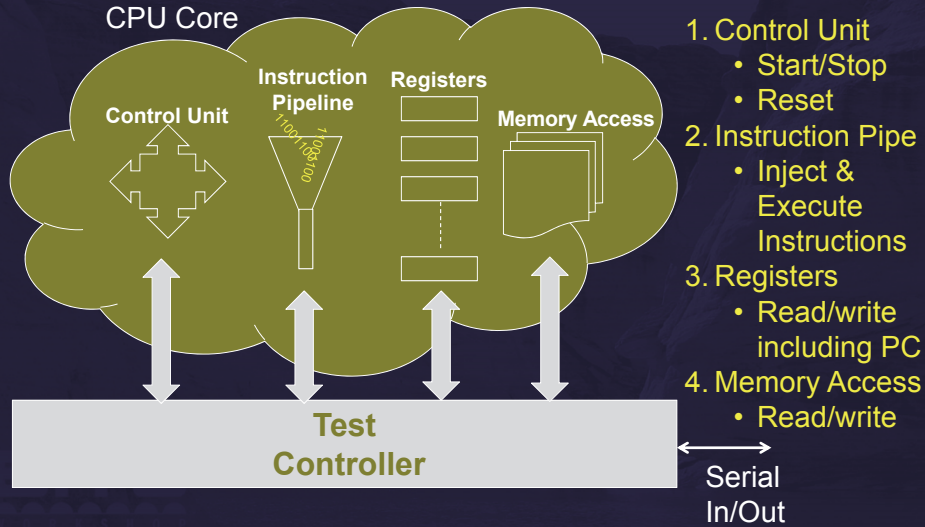 CPU Core
Control Unit
Instruction
Pipeline
Registers
Memory Access
Test
Controller
Serial
In/Out
1. Control Unit
• Start/Stop
• Reset
2. Instruction Pipe
• Inject &
Execute
Instructions
3. Registers
• Read/write
including PC
4. Memory Access
• Read/write